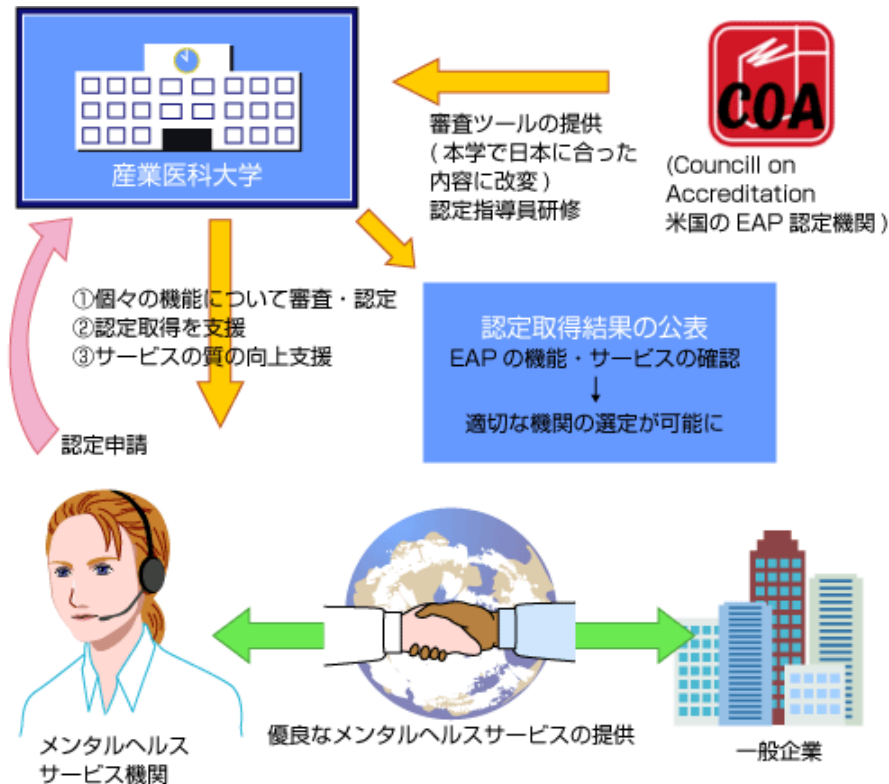 産業医科大学
COA
審査ツールの提供
(本学で日本に合った
内容に改変)
認定指導員研修
(Councill on
Accreditation
米国の EAP 認定機関)
①個々の機能について審査・認定
②認定取得を支援
③サービスの質の向上支援
認定申請
認定取得結果の公表
EAP の機能・サービスの確認
↓
適切な機関の選定が可能に
メンタルヘルス
サービス機関
優良なメンタルヘルスサービスの提供
一般企業